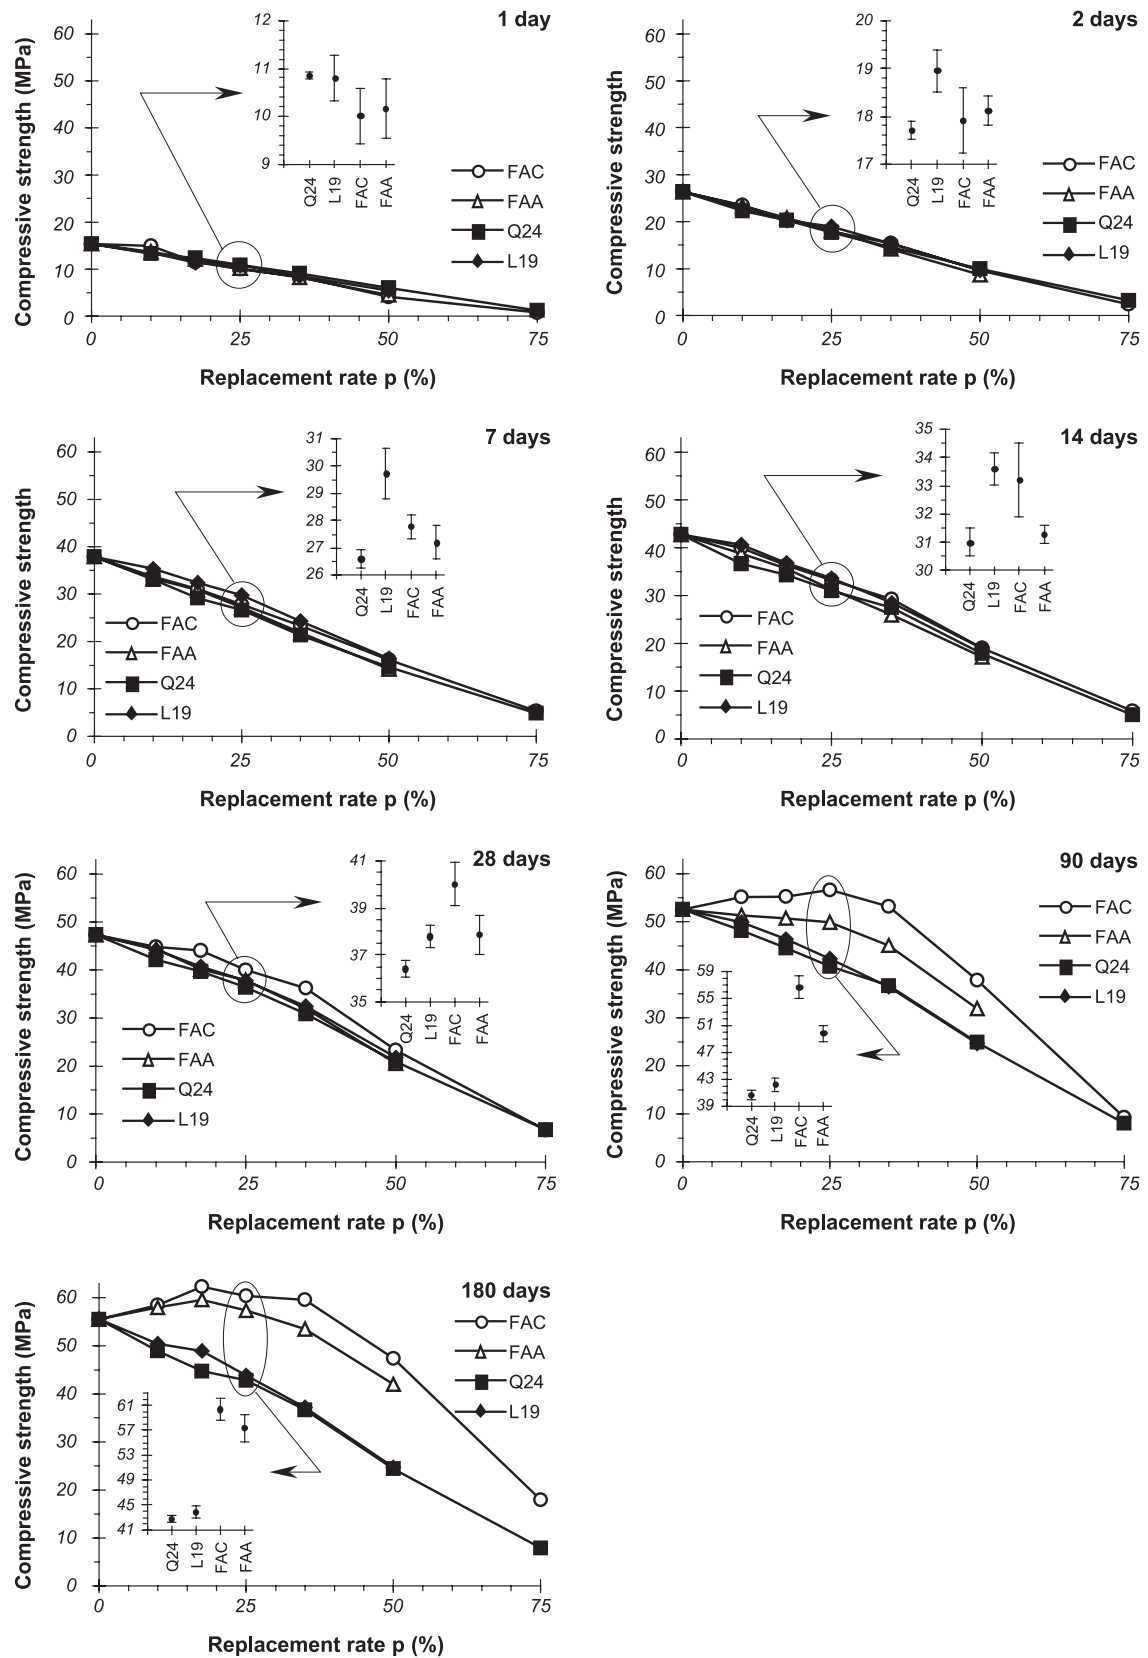 1 day
Compressive strength (MPa)
60
50
40
30
20
10
0
0 25 50 75
Replacement rate p (%)
12
11
10
9
Q24 L19 FAC FAA
FAC
FAA
Q24
L19
2 days
Compressive strength
60
50
40
30
20
10
0
0 25 50 75
Replacement rate p (%)
20
19
18
17
Q24 L19 FAC FAA
FAC
FAA
Q24
L19
7 days
Compressive strength
60
50
40
30
20
10
0
0 25 50 75
Replacement rate p (%)
31
30
29
28
27
26
Q24 L19 FAC FAA
FAC
FAA
Q24
L19
14 days
Compressive strength
60
50
40
30
20
10
0
0 25 50 75
Replacement rate p (%)
35
34
33
32
31
30
Q24 L19 FAC FAA
FAC
FAA
Q24
L19
28 days
Compressive strength (MPa)
60
50
40
30
20
10
0
0 25 50 75
Replacement rate p (%)
41
39
37
35
Q24 L19 FAC FAA
FAC
FAA
Q24
L19
90 days
Compressive strength (MPa)
60
50
40
30
20
10
0
0 25 50 75
Replacement rate p (%)
59
55
51
47
43
39
Q24 L19 FAC FAA
FAC
FAA
Q24
L19
180 days
Compressive strength (MPa)
60
50
40
30
20
10
0
0 25 50 75
Replacement rate p (%)
61
57
53
49
45
41
Q24 L19 FAC FAA
FAC
FAA
Q24
L19